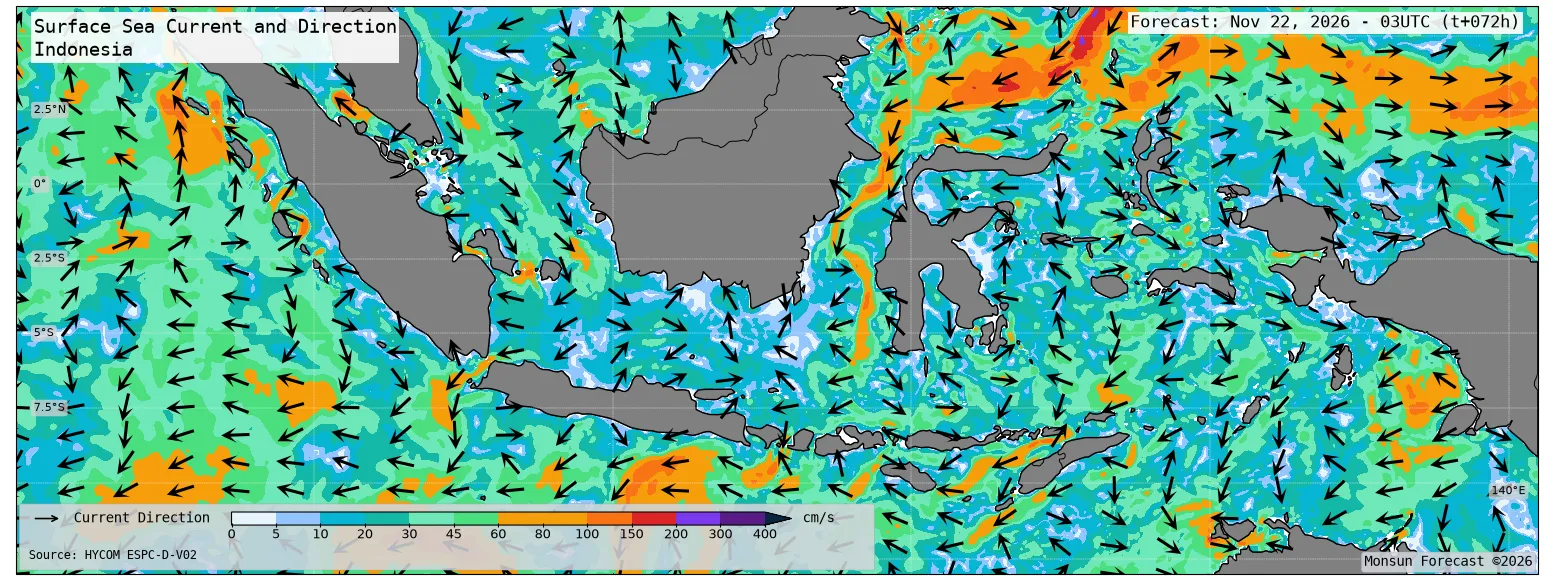 Surface Sea Current and Direction
Indonesia
Forecast: Nov 22, 2026 - 03UTC (t+072h)
2.5°N
0°
2.5°S
5°S
7.5°S
140°E
Current Direction
0 5 10 20 30 45 60 80 100 150 200 300 400 cm/s
Source: HYCOM ESPC-D-V02
Monsun Forecast ©2026